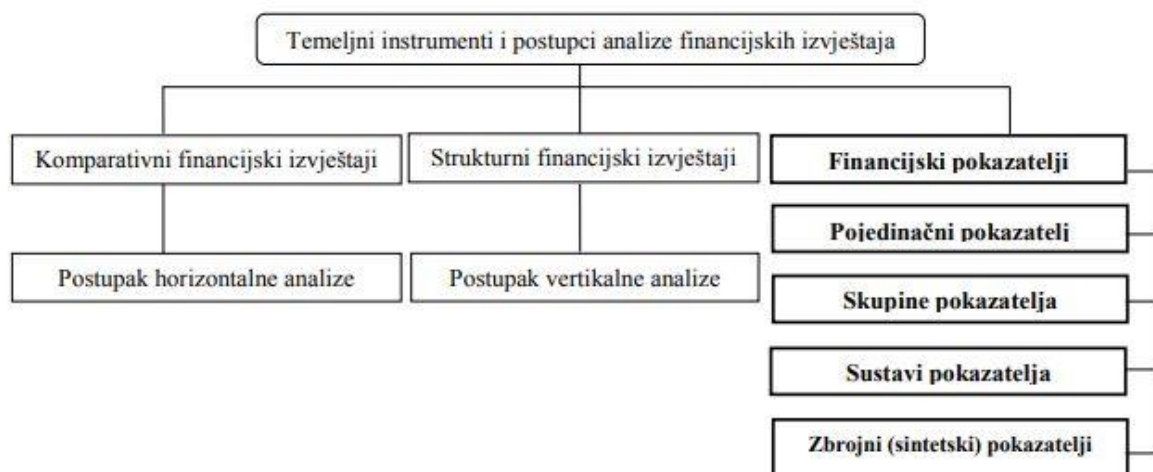 Temeljni instrumenti i postupci analize financijskih izvještaja
Komparativni financijski izvještaji
Strukturni financijski izvještaji
Financijski pokazatelji
Pojedinačni pokazatelj
Postupak horizontalne analize
Postupak vertikalne analize
Skupine pokazatelja
Sustavi pokazatelja
Zbrojni (sintetski) pokazatelji